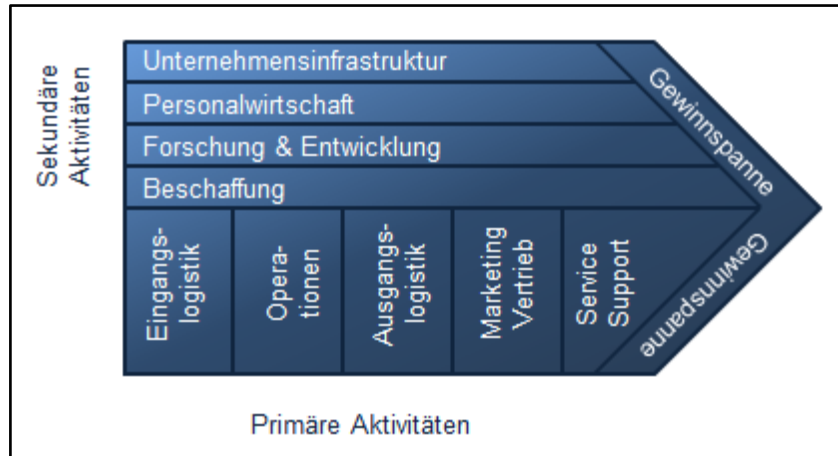 Sekundäre
Aktivitäten
Unternehmensinfrastruktur
Personalwirtschaft
Forschung & Entwicklung
Beschaffung
Gewinnspanne
Eingangs-
logistik
Opera-
tionen
Ausgangs-
logistik
Marketing
Vertrieb
Service
Support
Gewinnspanne
Primäre Aktivitäten